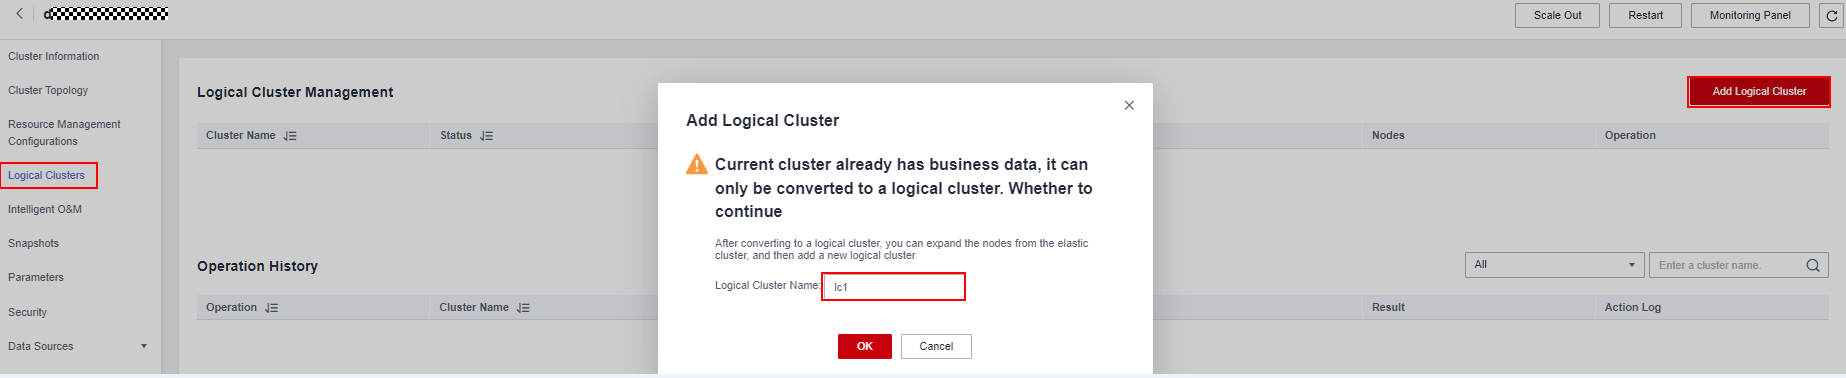 Scale Out
Restart
Monitoring Panel
Cluster Information
Cluster Topology
Resource Management
Configurations
Logical Clusters
Intelligent O&M
Snapshots
Parameters
Security
Data Sources
Logical Cluster Management
Add Logical Cluster
Cluster Name
Status
Nodes
Operation
Operation History
All
Enter a cluster name.
Operation
Cluster Name
Result
Action Log
Add Logical Cluster
Current cluster already has business data, it can
only be converted to a logical cluster. Whether to
continue
After converting to a logical cluster, you can expand the nodes from the elastic
cluster, and then add a new logical cluster
Logical Cluster Name:
lc1
OK
Cancel